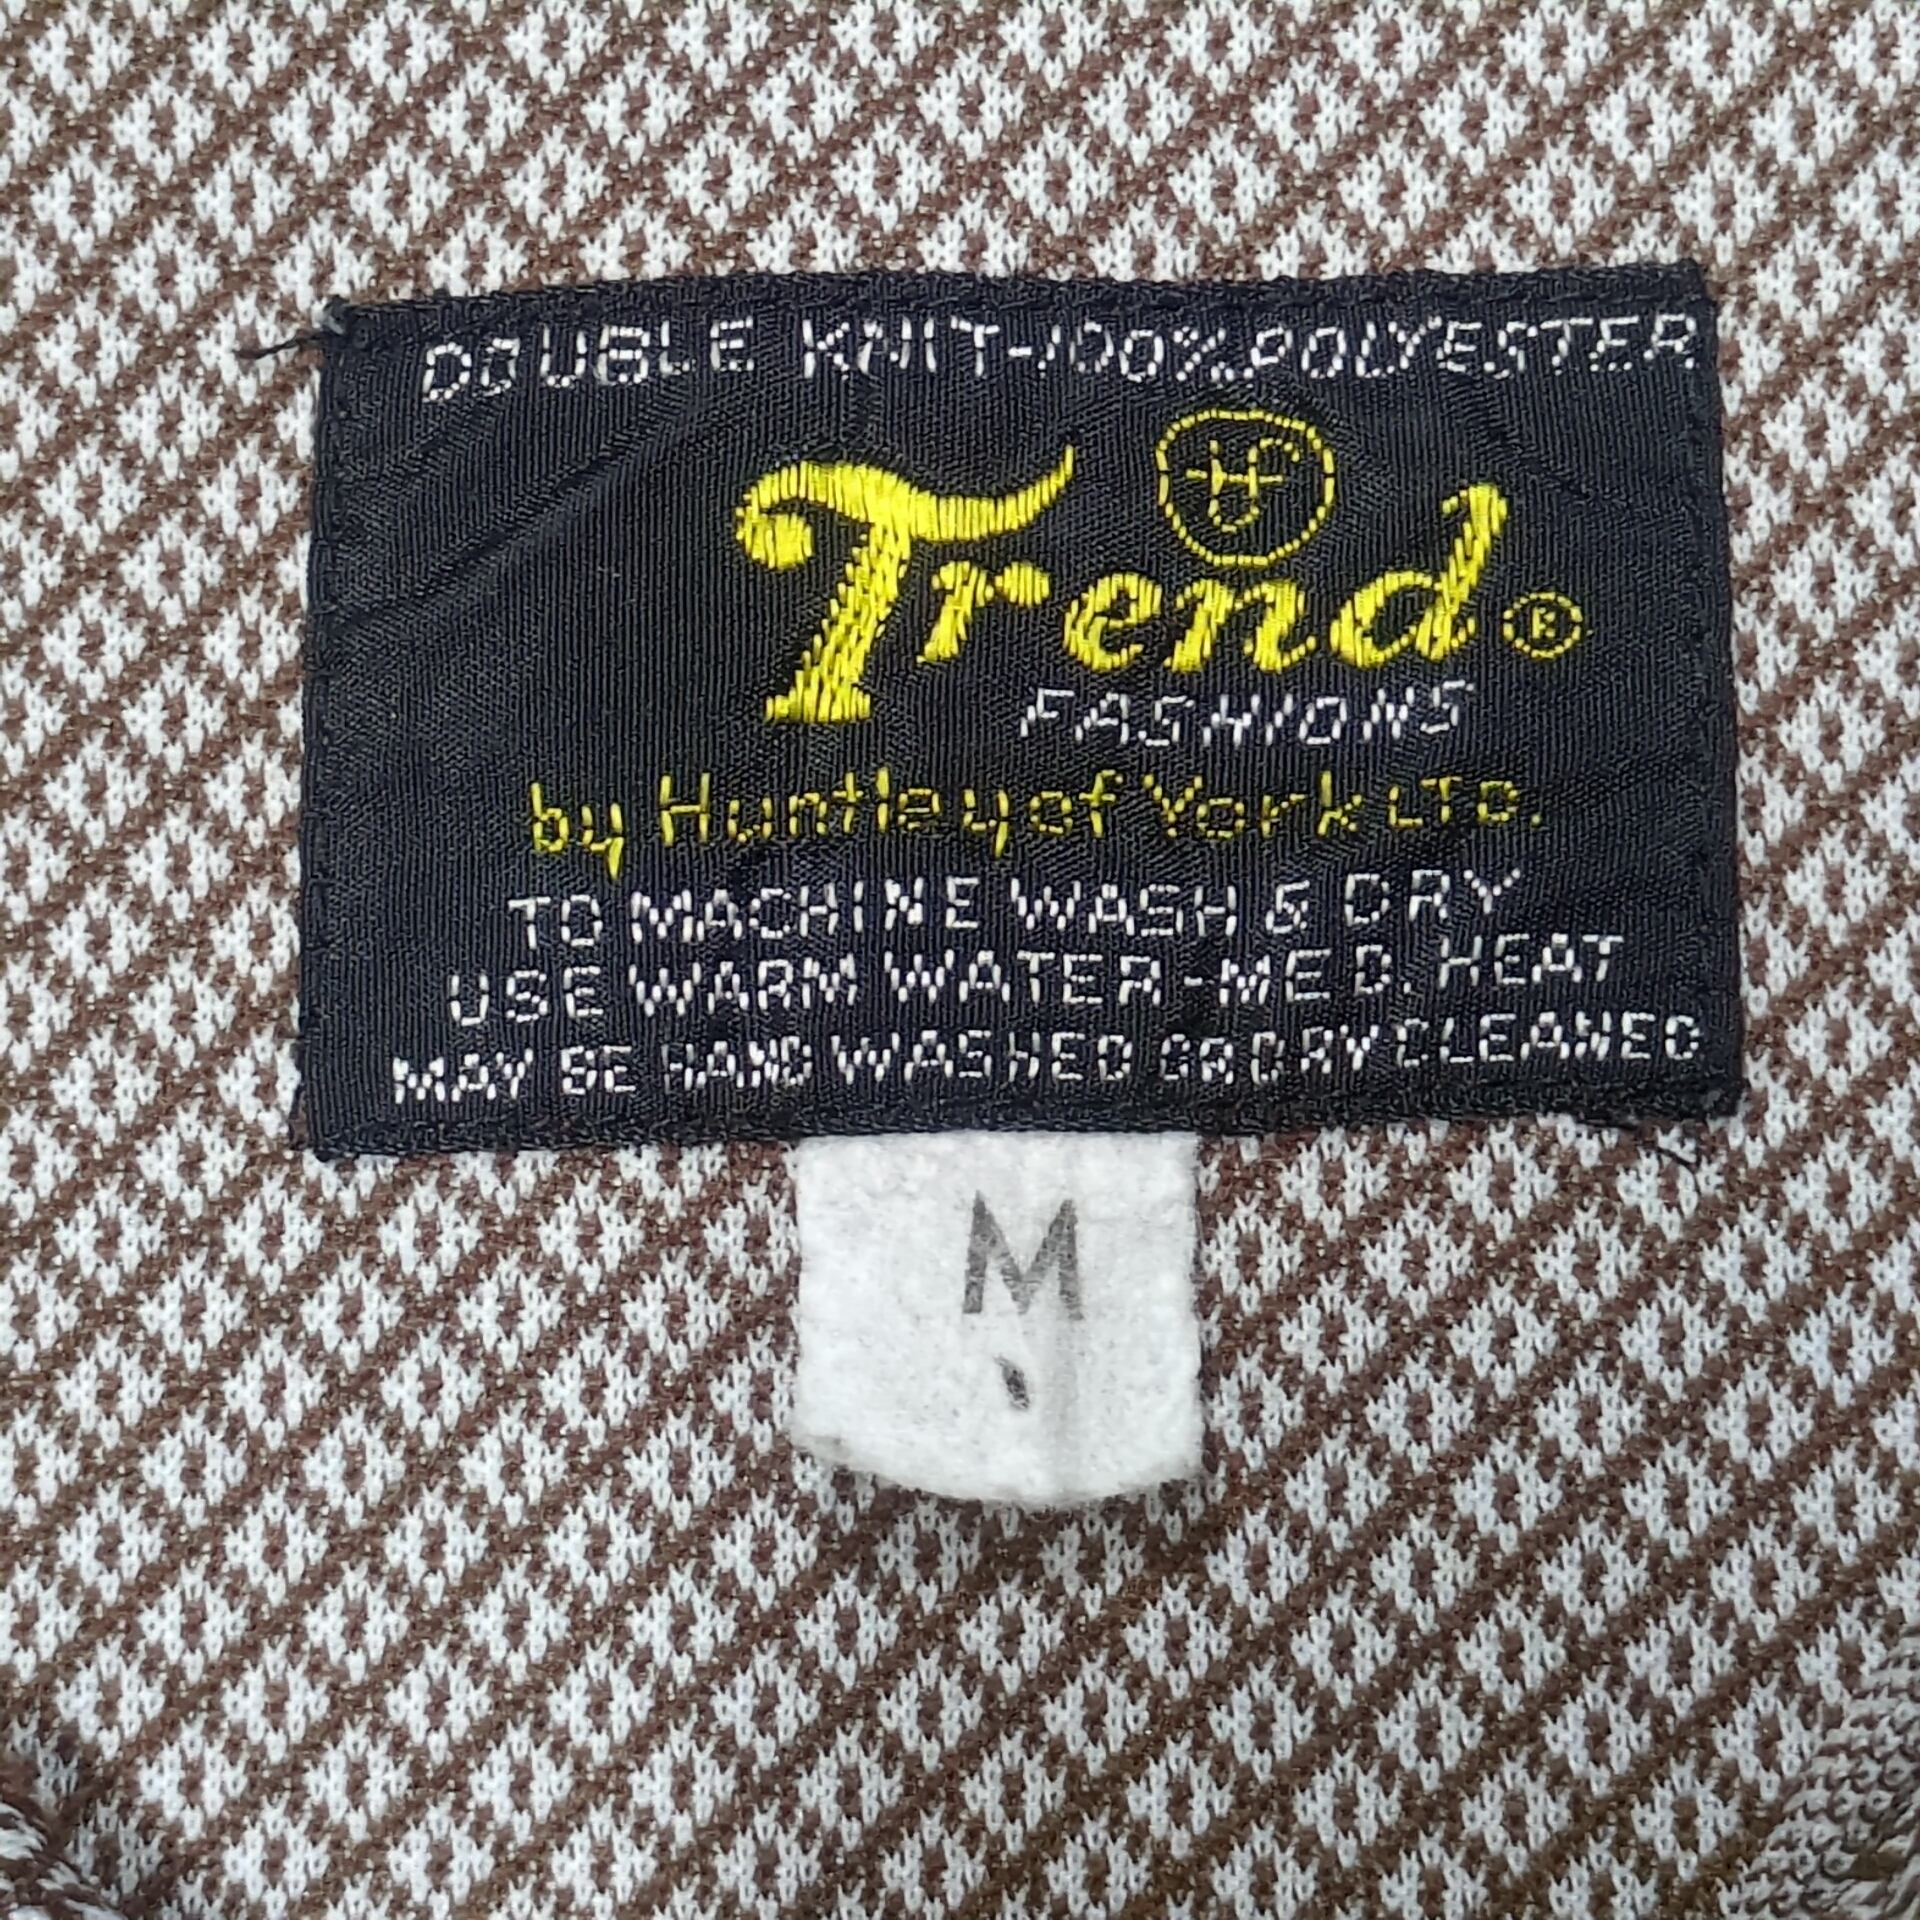 DOUBLE KNIT-100% POLYESTER
TF
Trend®
FASHIONS
by Huntley of York LTD.
TO MACHINE WASH & DRY
USE WARM WATER-MED. HEAT
MAY BE HAND WASHED OR DRY CLEANED
M